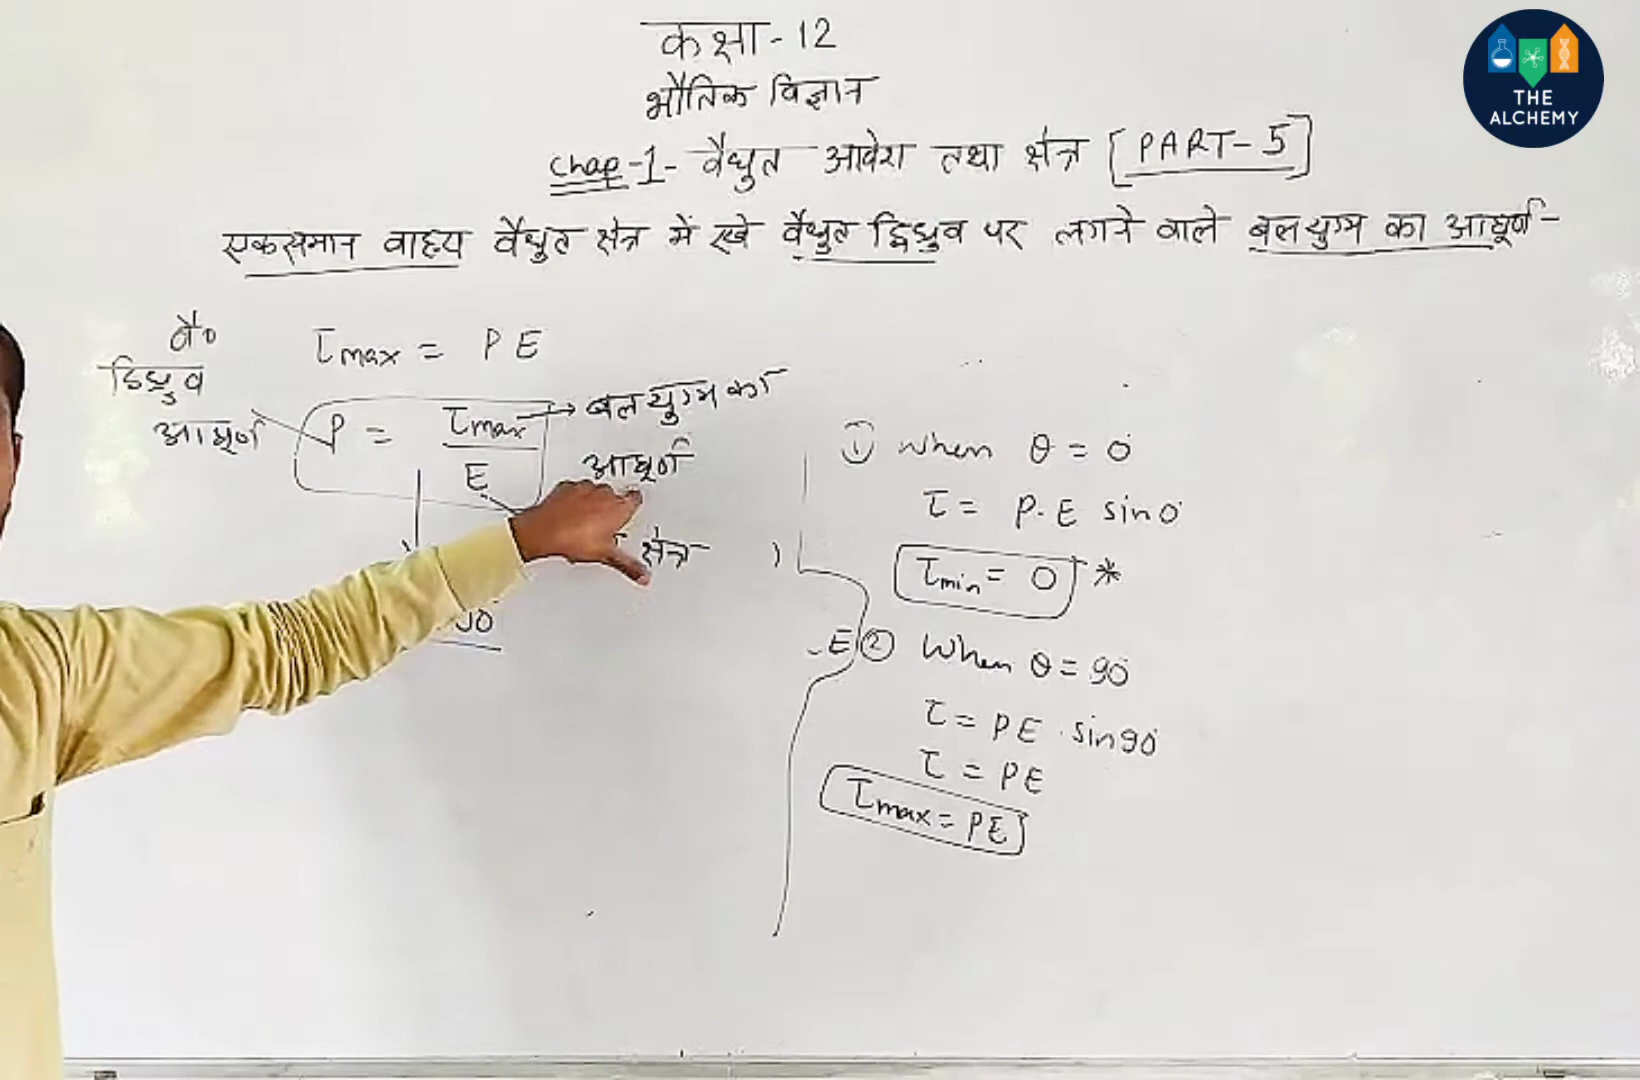 कक्षा - 12
भौतिक विज्ञान
Chap-1- वैधुत आवेश तथा क्षेत्र [PART-5]
एकसमान वाह्य वैधुत क्षेत्र में रखे वैधुत द्विध्रुव पर लगने वाले बलयुग्म का आघूर्ण -
वै०
द्विध्रुव
आघूर्ण
τmax = P E
P = τmax / E
बलयुग्म का
आघूर्ण
क्षेत्र
① When θ = 0°
τ = P. E sin0°
τmin = 0 *
② When θ = 90°
τ = PE . sin90°
τ = PE
τmax = PE
THE
ALCHEMY